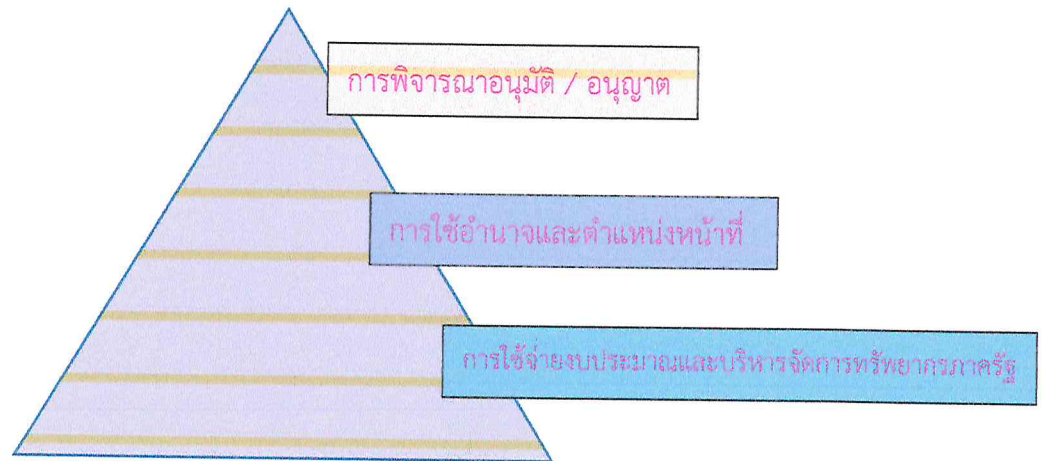 การพิจารณาอนุมัติ / อนุญาต
การใช้อำนาจและตำแหน่งหน้าที่
การใช้จ่ายงบประมาณและบริหารจัดการทรัพยากรภาครัฐ